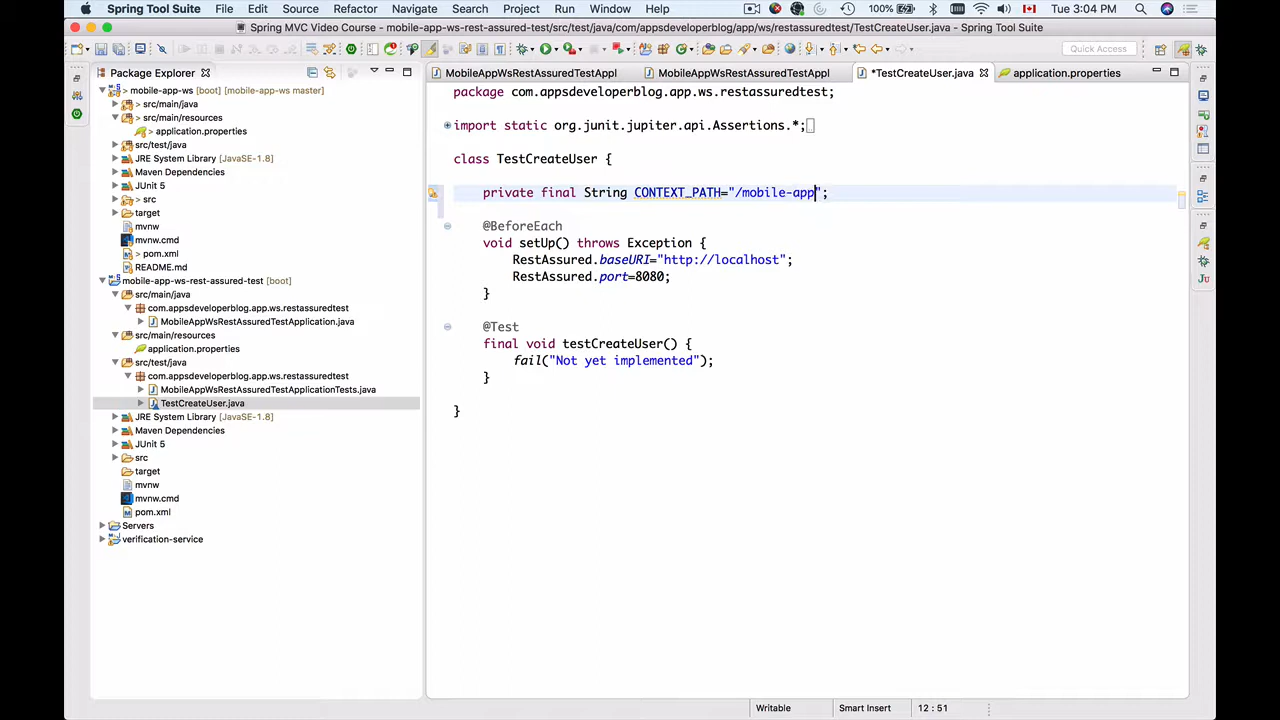 Spring Tool Suite File Edit Source Refactor Navigate Search Project Run Window Help 100% Tue 3:04 PM
Spring MVC Video Course - mobile-app-ws-rest-assured-test/src/test/java/com/appsdeveloperblog/app/ws/restassuredtest/TestCreateUser.java - Spring Tool Suite
Quick Access
Package Explorer
MobileAppWsRestAssuredTestAppl
MobileAppWsRestAssuredTestAppl
*TestCreateUser.java
application.properties
mobile-app-ws [boot] [mobile-app-ws master]
> src/main/java
> src/main/resources
> application.properties
src/test/java
JRE System Library [JavaSE-1.8]
Maven Dependencies
JUnit 5
> src
target
mvnw
mvnw.cmd
> pom.xml
README.md
mobile-app-ws-rest-assured-test [boot]
src/main/java
com.appsdeveloperblog.app.ws.restassuredtest
MobileAppWsRestAssuredTestApplication.java
src/main/resources
application.properties
src/test/java
com.appsdeveloperblog.app.ws.restassuredtest
MobileAppWsRestAssuredTestApplicationTests.java
TestCreateUser.java
JRE System Library [JavaSE-1.8]
Maven Dependencies
JUnit 5
src
target
mvnw
mvnw.cmd
pom.xml
Servers
verification-service
package com.appsdeveloperblog.app.ws.restassuredtest;
import static org.junit.jupiter.api.Assertions.*;
class TestCreateUser {
private final String CONTEXT_PATH="/mobile-app";
@BeforeEach
void setUp() throws Exception {
RestAssured.baseURI="http://localhost";
RestAssured.port=8080;
}
@Test
final void testCreateUser() {
fail("Not yet implemented");
}
}
Writable Smart Insert 12 : 51